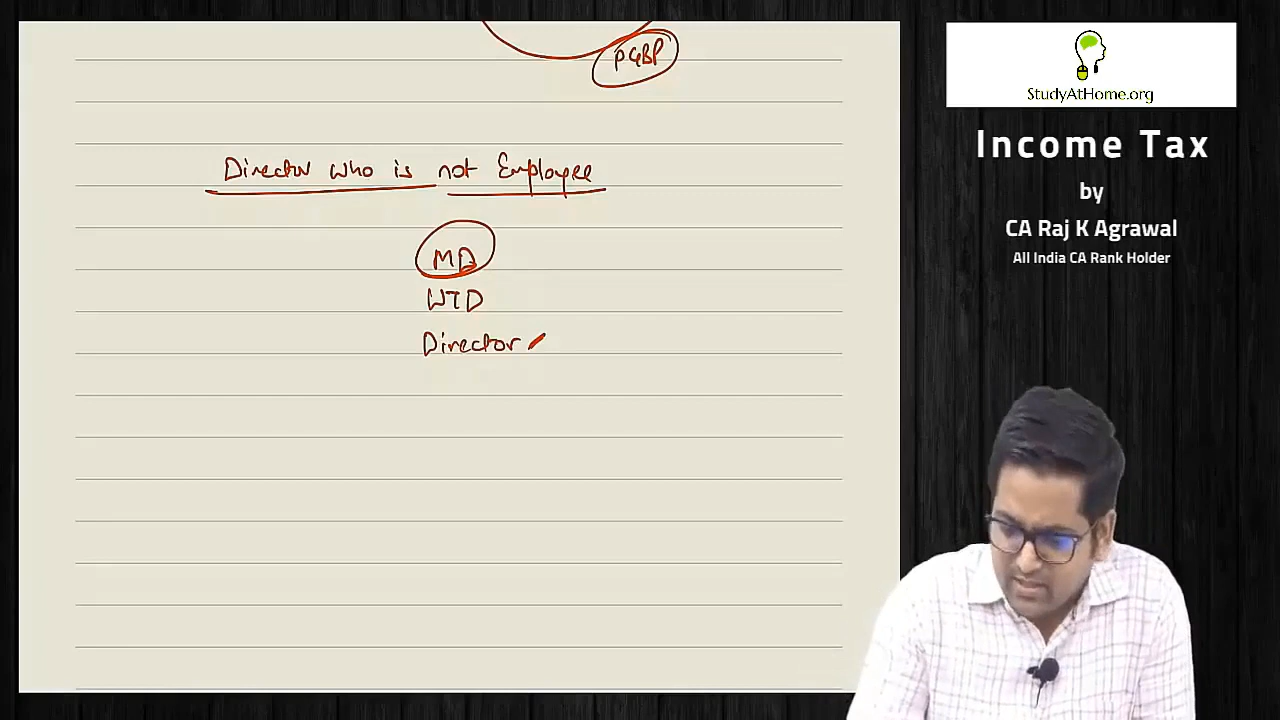 PGBP
Director who is not Employee
MD
WTD
Director
StudyAtHome.org
Income Tax
by
CA Raj K Agrawal
All India CA Rank Holder